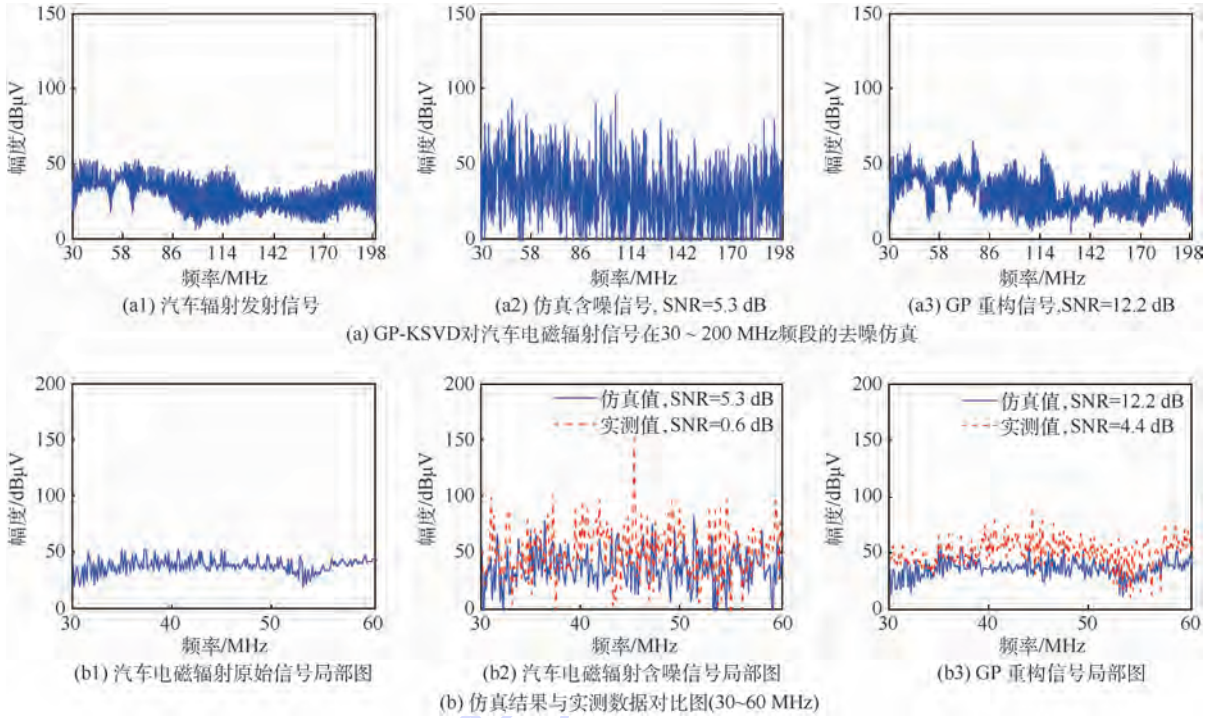 150
100
50
0
幅度/dBμV
30 58 86 114 142 170 198
频率/MHz
(a1) 汽车辐射发射信号
150
100
50
0
幅度/dBμV
30 58 86 114 142 170 198
频率/MHz
(a2) 仿真含噪信号, SNR=5.3 dB
150
100
50
0
幅度/dBμV
30 58 86 114 142 170 198
频率/MHz
(a3) GP 重构信号,SNR=12.2 dB
(a) GP-KSVD对汽车电磁辐射信号在30 ~ 200 MHz频段的去噪仿真
200
150
100
50
0
幅度/dBμV
30 40 50 60
频率/MHz
(b1) 汽车电磁辐射原始信号局部图
200
150
100
50
0
幅度/dBμV
仿真值,SNR=5.3 dB
实测值,SNR=0.6 dB
30 40 50 60
频率/MHz
(b2) 汽车电磁辐射含噪信号局部图
200
150
100
50
0
幅度/dBμV
仿真值,SNR=12.2 dB
实测值,SNR=4.4 dB
30 40 50 60
频率/MHz
(b3) GP 重构信号局部图
(b) 仿真结果与实测数据对比图(30~60 MHz)